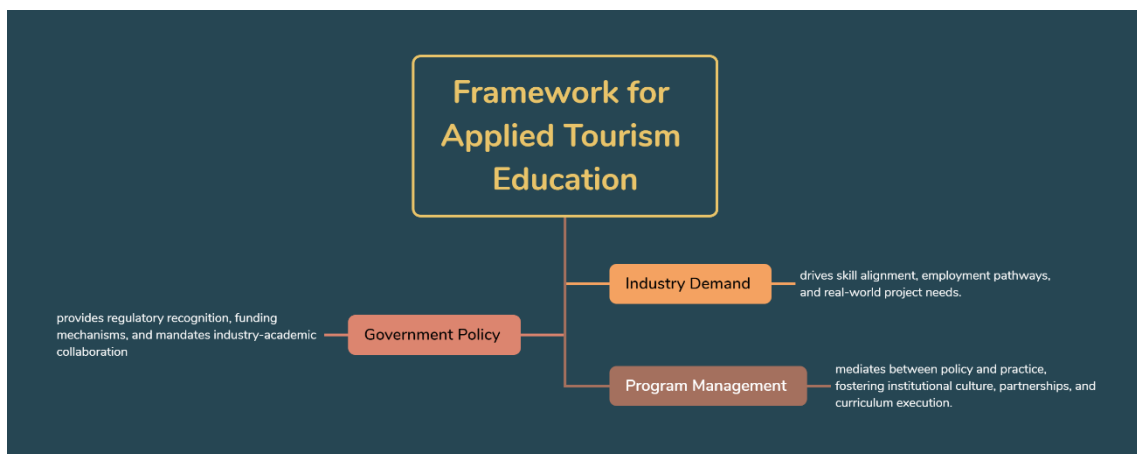 Framework for
Applied Tourism
Education
Industry Demand
drives skill alignment, employment pathways,
and real-world project needs.
provides regulatory recognition, funding
mechanisms, and mandates industry-academic
collaboration
Government Policy
Program Management
mediates between policy and practice,
fostering institutional culture, partnerships, and
curriculum execution.